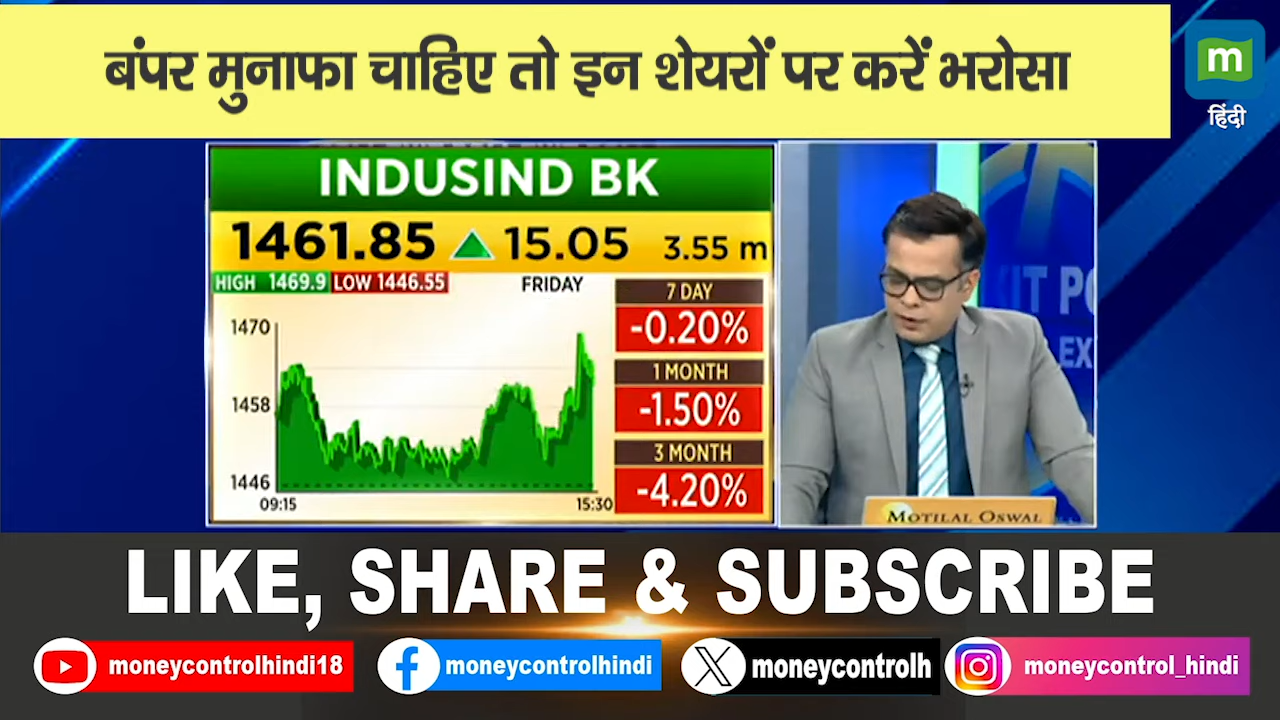 बंपर मुनाफा चाहिए तो इन शेयरों पर करें भरोसा
m
हिंदी
INDUSIND BK
1461.85 15.05 3.55 m
HIGH 1469.9 LOW 1446.55 FRIDAY
1470
1458
1446
09:15 15:30
7 DAY
-0.20%
1 MONTH
-1.50%
3 MONTH
-4.20%
EX
MOTILAL OSWAL
LIKE, SHARE & SUBSCRIBE
moneycontrolhindi18 moneycontrolhindi moneycontrolh moneycontrol_hindi